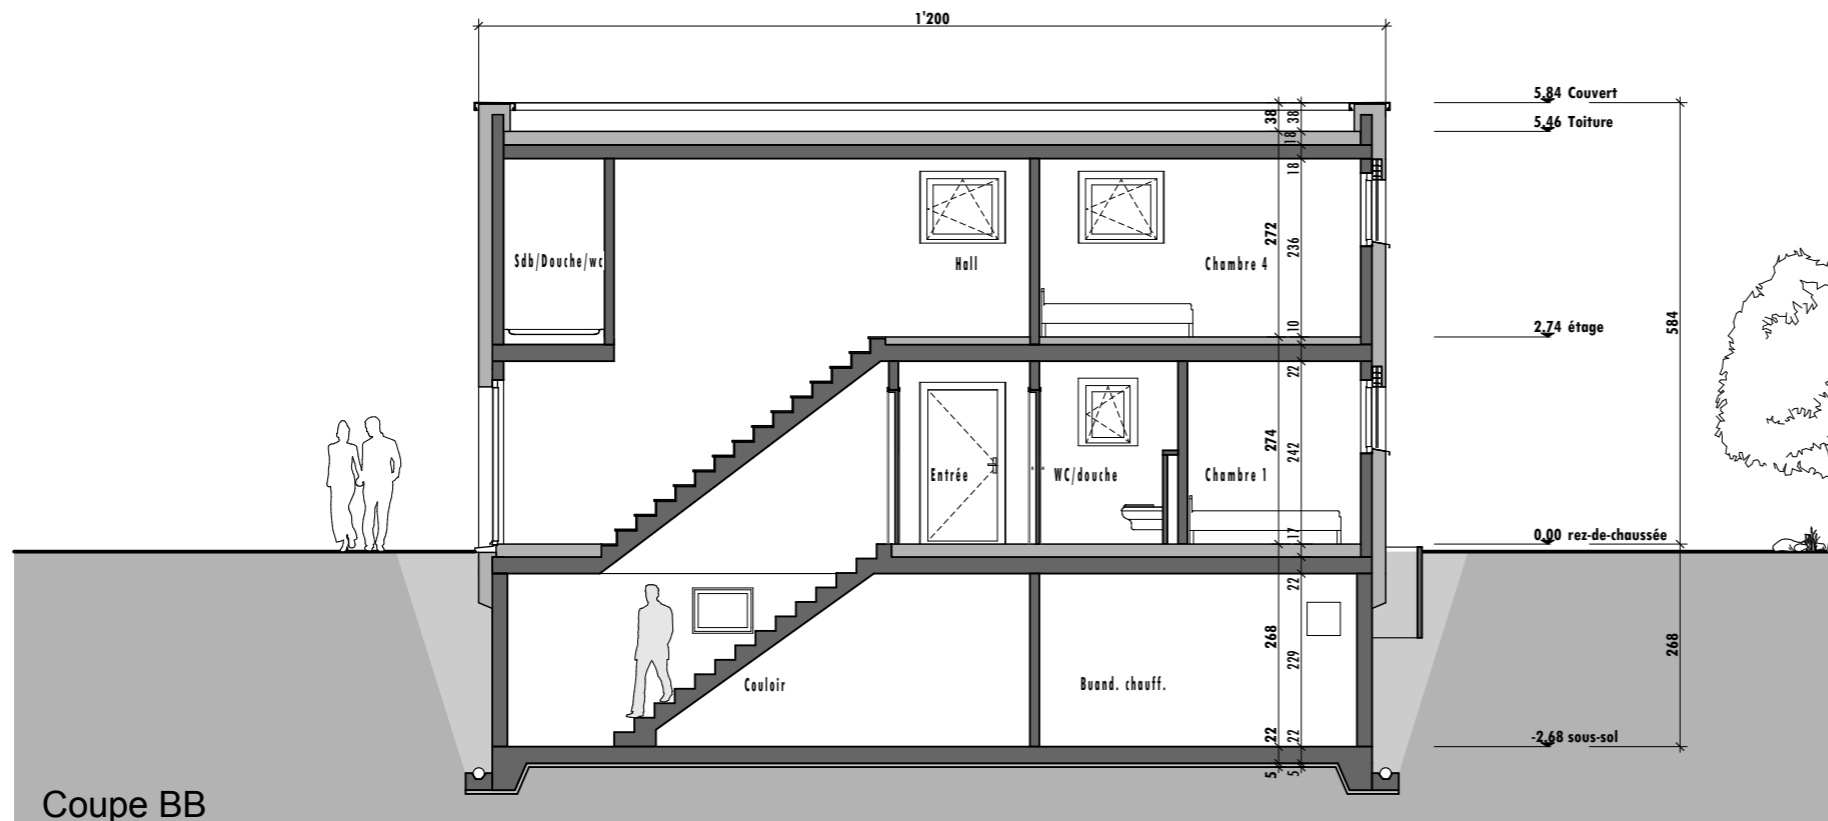 1'200
5.84 Couvert
5.46 Toiture
38
38
18
18
272
236
Sdb/Douche/wc
Hall
Chambre 4
10
2.74 étage
584
22
274
242
Entrée
WC/douche
Chambre 1
17
0.00 rez-de-chaussée
22
268
229
268
Couloir
Buand. chauff.
22
22
-2.68 sous-sol
5
5
Coupe BB